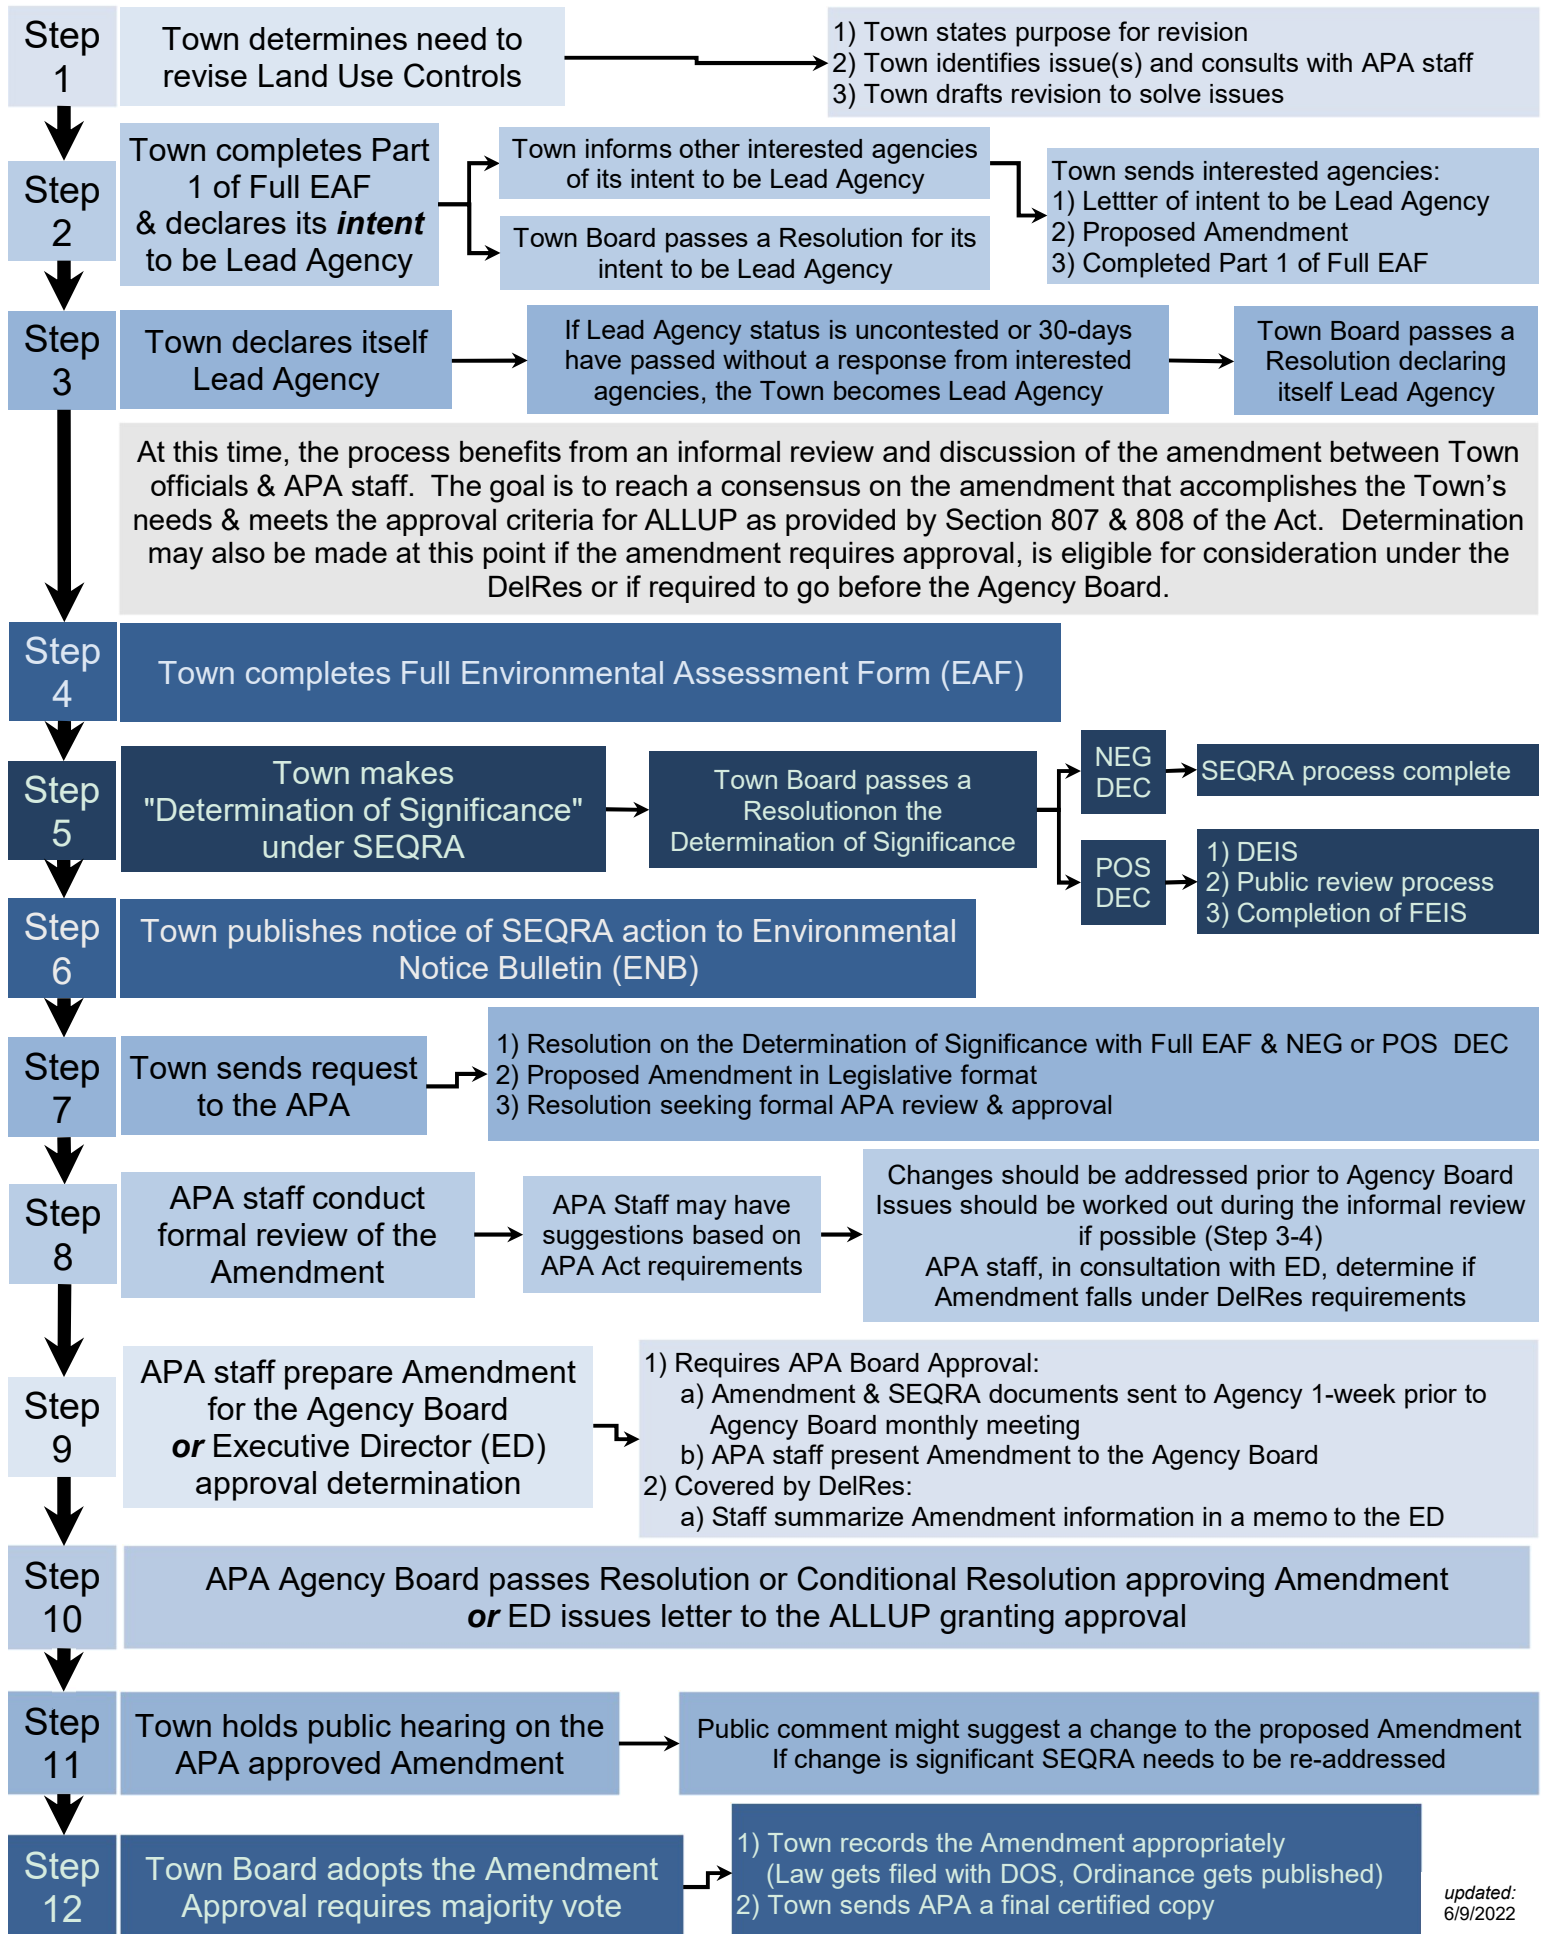 Step
1
Town determines need to
revise Land Use Controls
1) Town states purpose for revision
2) Town identifies issue(s) and consults with APA staff
3) Town drafts revision to solve issues
Step
2
Town completes Part
1 of Full EAF
& declares its intent
to be Lead Agency
Town informs other interested agencies
of its intent to be Lead Agency
Town Board passes a Resolution for its
intent to be Lead Agency
Town sends interested agencies:
1) Lettter of intent to be Lead Agency
2) Proposed Amendment
3) Completed Part 1 of Full EAF
Step
3
Town declares itself
Lead Agency
If Lead Agency status is uncontested or 30-days
have passed without a response from interested
agencies, the Town becomes Lead Agency
Town Board passes a
Resolution declaring
itself Lead Agency
At this time, the process benefits from an informal review and discussion of the amendment between Town
officials & APA staff.  The goal is to reach a consensus on the amendment that accomplishes the Town’s
needs & meets the approval criteria for ALLUP as provided by Section 807 & 808 of the Act.  Determination
may also be made at this point if the amendment requires approval, is eligible for consideration under the
DelRes or if required to go before the Agency Board.
Step
4
Town completes Full Environmental Assessment Form (EAF)
Step
5
Town makes
"Determination of Significance"
under SEQRA
Town Board passes a
Resolutionon the
Determination of Significance
NEG
DEC
SEQRA process complete
POS
DEC
1) DEIS
2) Public review process
3) Completion of FEIS
Step
6
Town publishes notice of SEQRA action to Environmental
Notice Bulletin (ENB)
Step
7
Town sends request
to the APA
1) Resolution on the Determination of Significance with Full EAF & NEG or POS  DEC
2) Proposed Amendment in Legislative format
3) Resolution seeking formal APA review & approval
Step
8
APA staff conduct
formal review of the
Amendment
APA Staff may have
suggestions based on
APA Act requirements
Changes should be addressed prior to Agency Board
Issues should be worked out during the informal review
if possible (Step 3-4)
APA staff, in consultation with ED, determine if
Amendment falls under DelRes requirements
Step
9
APA staff prepare Amendment
for the Agency Board
or Executive Director (ED)
approval determination
1) Requires APA Board Approval:
a) Amendment & SEQRA documents sent to Agency 1-week prior to
Agency Board monthly meeting
b) APA staff present Amendment to the Agency Board
2) Covered by DelRes:
a) Staff summarize Amendment information in a memo to the ED
Step
10
APA Agency Board passes Resolution or Conditional Resolution approving Amendment
or ED issues letter to the ALLUP granting approval
Step
11
Town holds public hearing on the
APA approved Amendment
Public comment might suggest a change to the proposed Amendment
If change is significant SEQRA needs to be re-addressed
Step
12
Town Board adopts the Amendment
Approval requires majority vote
1) Town records the Amendment appropriately
(Law gets filed with DOS, Ordinance gets published)
2) Town sends APA a final certified copy
updated:
6/9/2022